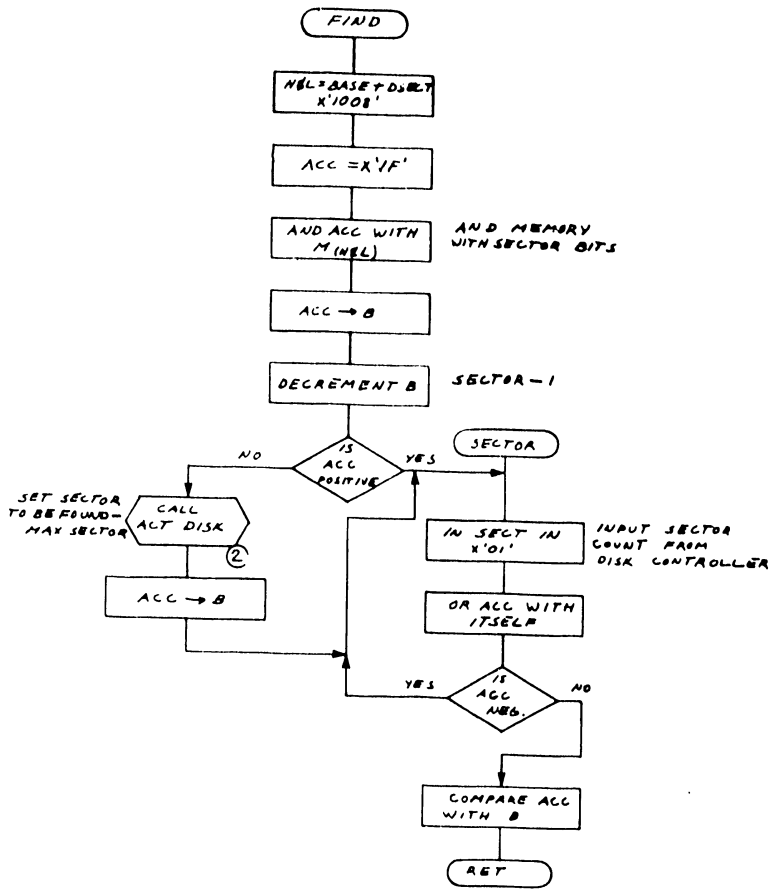 FIND
H&L = BASE + DSECT
X'1008'
ACC = X'1F'
AND ACC WITH
M (H&L)
AND MEMORY
WITH SECTOR BITS
ACC → B
DECREMENT B
SECTOR - 1
IS
ACC
POSITIVE
NO
YES
SECTOR
SET SECTOR
TO BE FOUND-
MAX SECTOR
CALL
ALT DISK
2
IN SECT IN
X'01'
INPUT SECTOR
COUNT FROM
DISK CONTROLLER
ACC → B
OR ACC WITH
ITSELF
IS
ACC
NEG.
YES
NO
COMPARE ACC
WITH B
RET